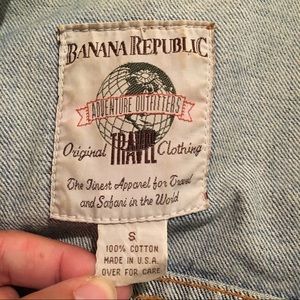 BANANA REPUBLIC
ADVENTURE OUTFITTERS
Original TRAVEL Clothing
The Finest Apparel for Travel
and Safari in the World
S
100% COTTON
MADE IN U.S.A.
OVER FOR CARE